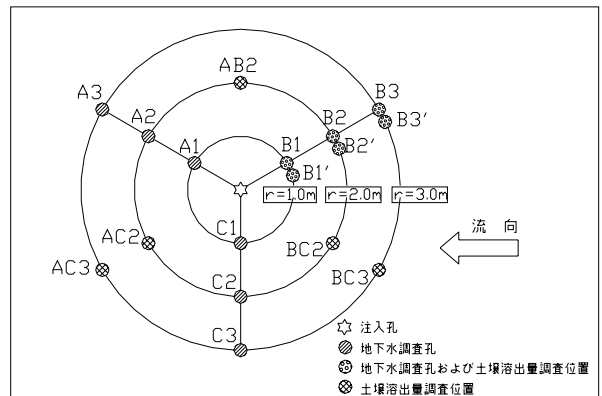 AB2
A3
B3
A2
B2
B3′
A1
B1
B2′
B1′
r=1.0m
r=2.0m
r=3.0m
C1
流 向
AC2
BC2
AC3
C2
BC3
C3
注入孔
地下水調査孔
地下水調査孔および土壌溶出量調査位置
土壌溶出量調査位置